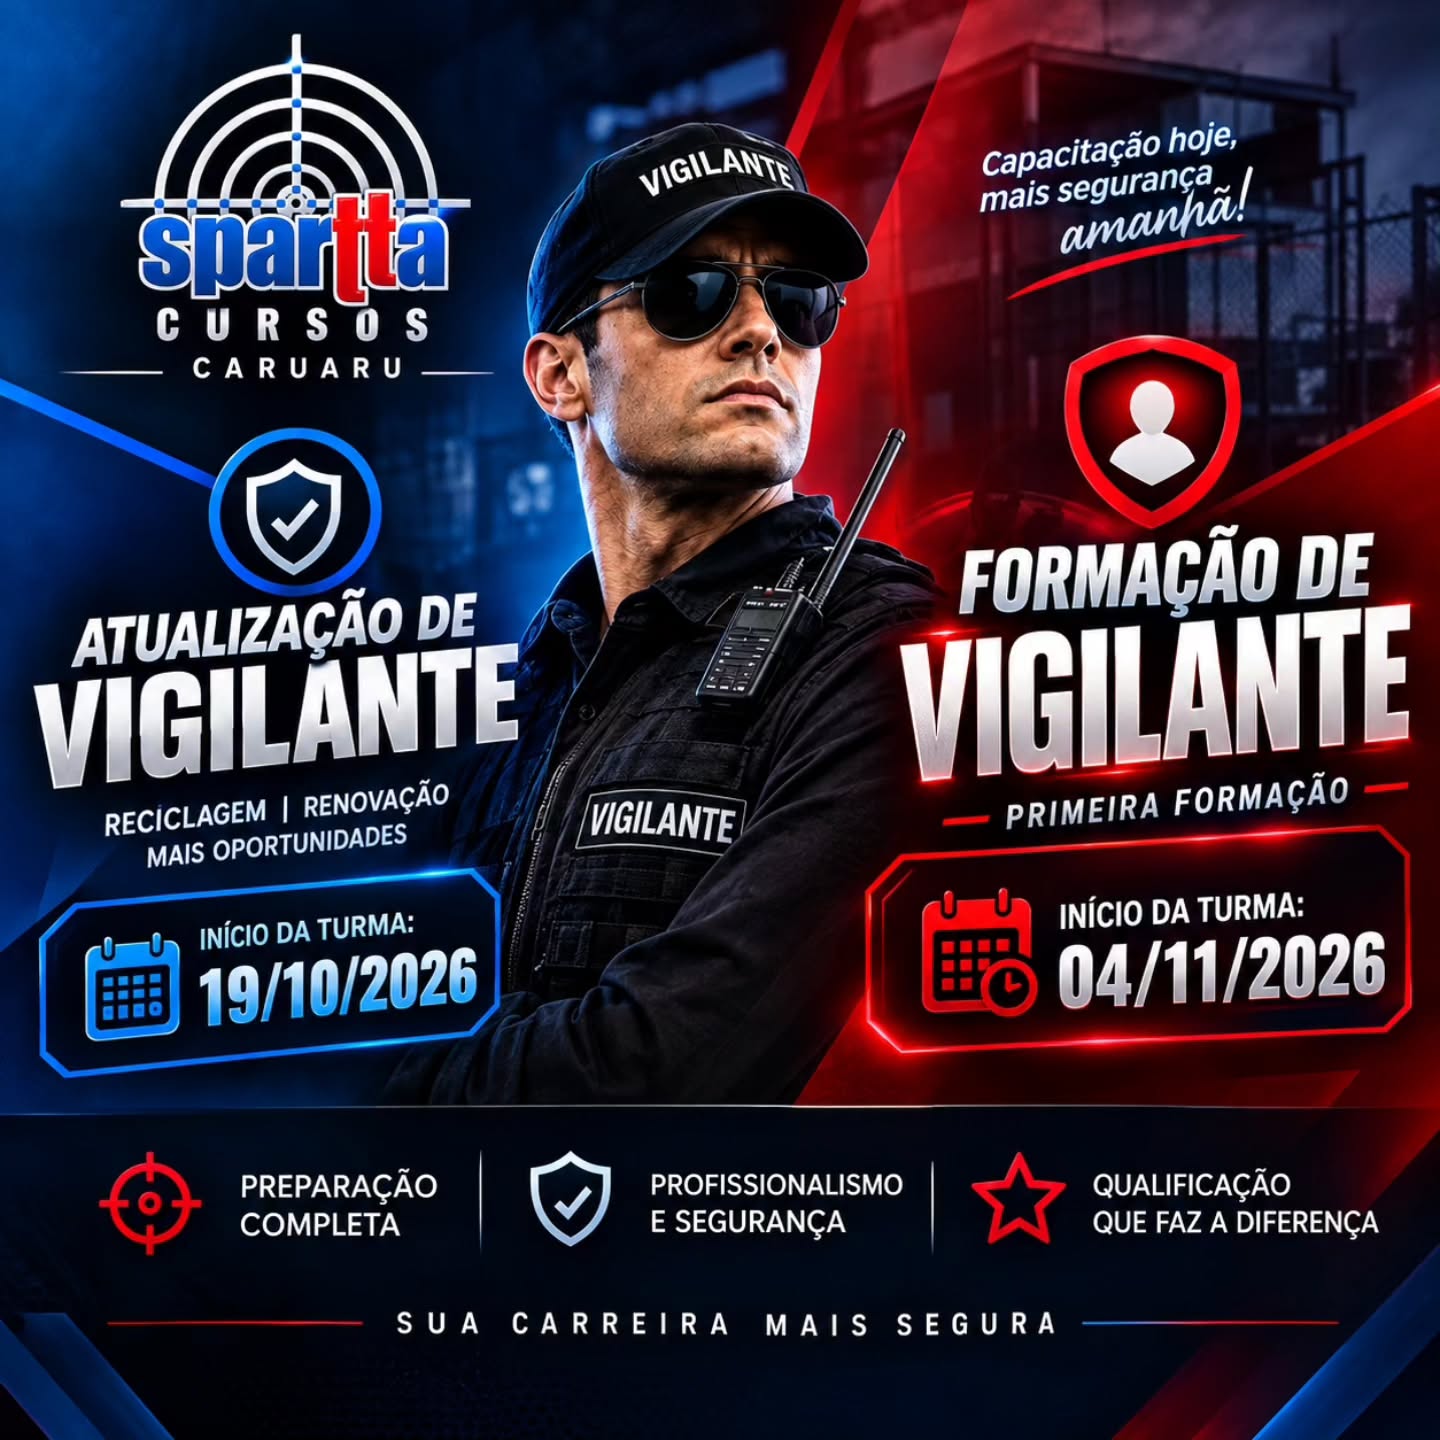 spartta
CURSOS
CARUARU
VIGILANTE
Capacitação hoje,
mais segurança
amanhã!
ATUALIZAÇÃO DE
VIGILANTE
RECICLAGEM | RENOVAÇÃO
MAIS OPORTUNIDADES
INÍCIO DA TURMA:
19/10/2026
VIGILANTE
FORMAÇÃO DE
VIGILANTE
PRIMEIRA FORMAÇÃO
INÍCIO DA TURMA:
04/11/2026
PREPARAÇÃO
COMPLETA
PROFISSIONALISMO
E SEGURANÇA
QUALIFICAÇÃO
QUE FAZ A DIFERENÇA
SUA CARREIRA MAIS SEGURA